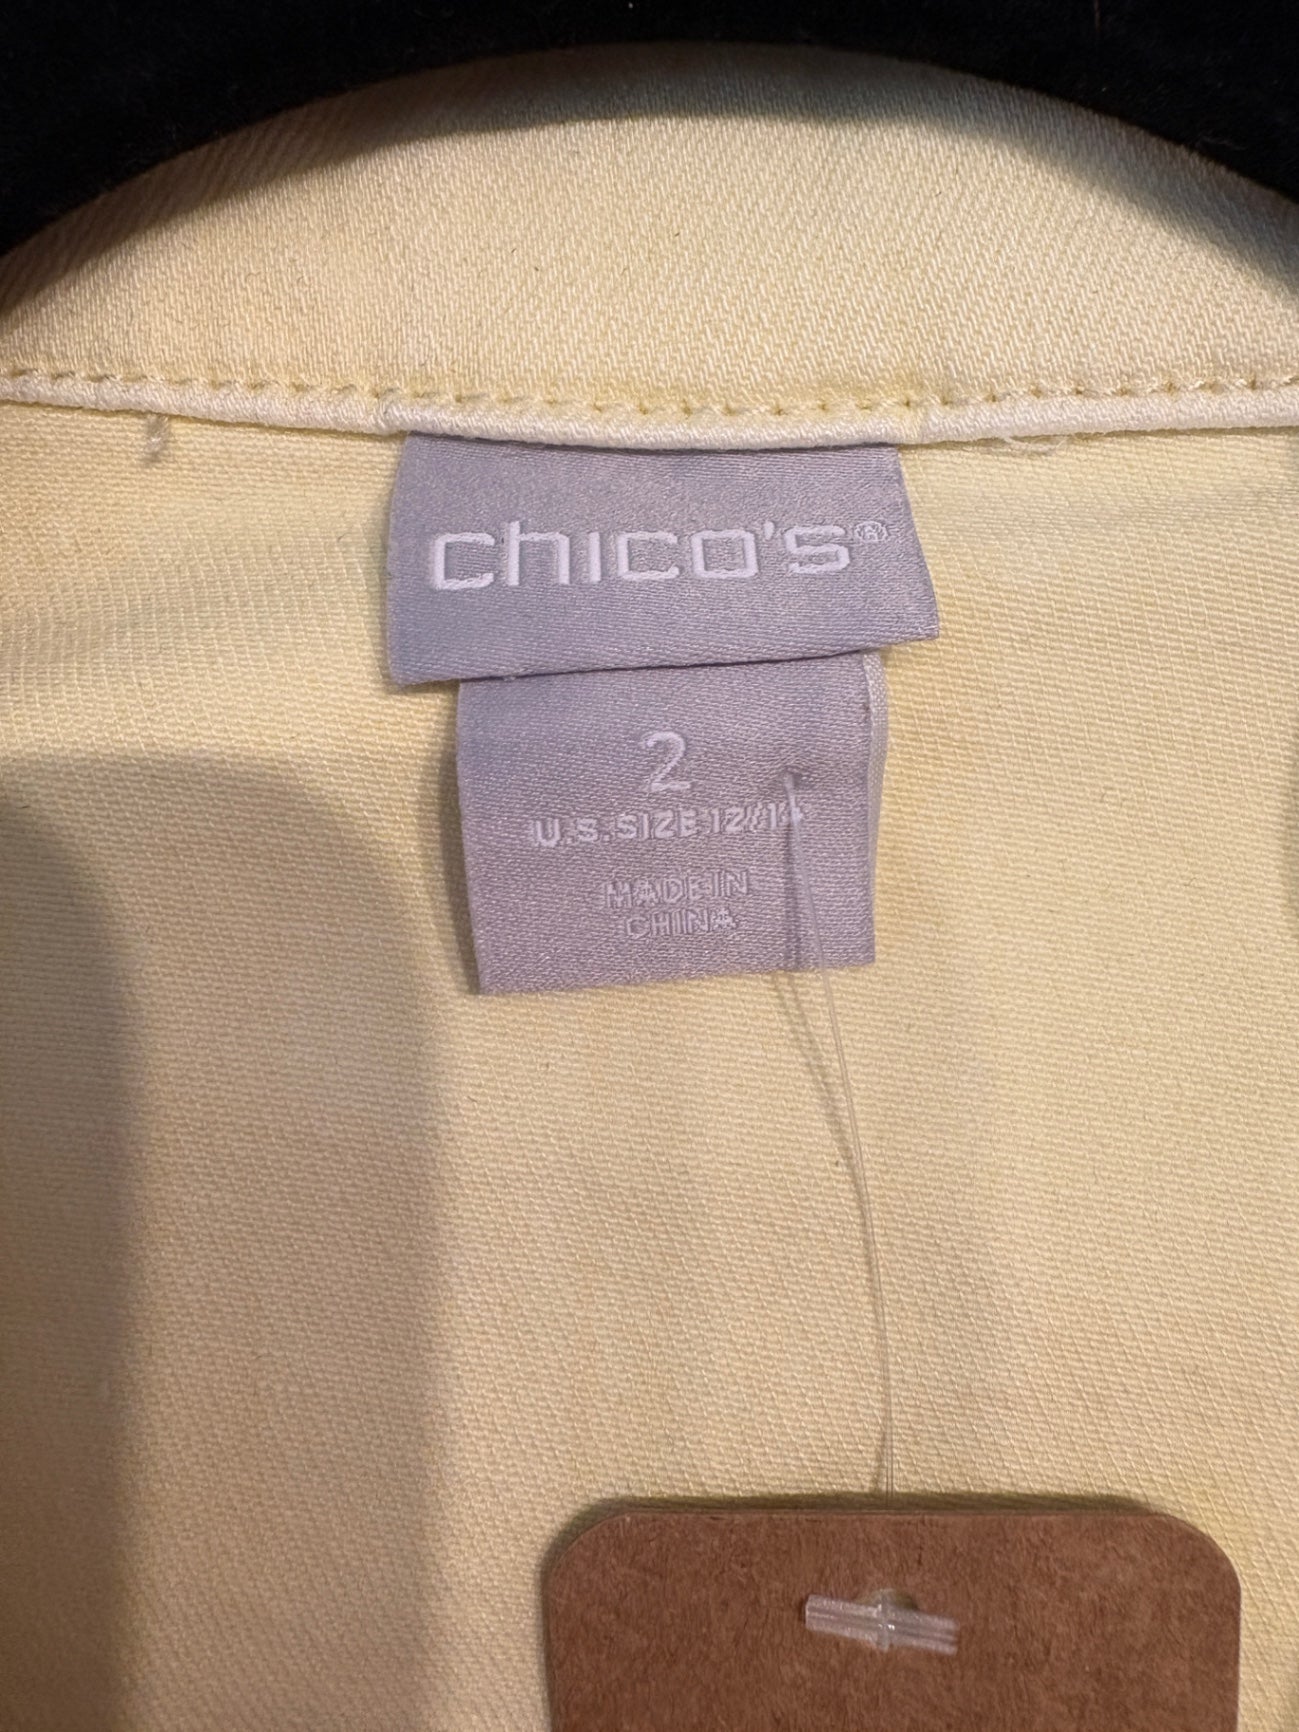 chico's®
2
U.S. SIZE 12/14
MADE IN
CHINA